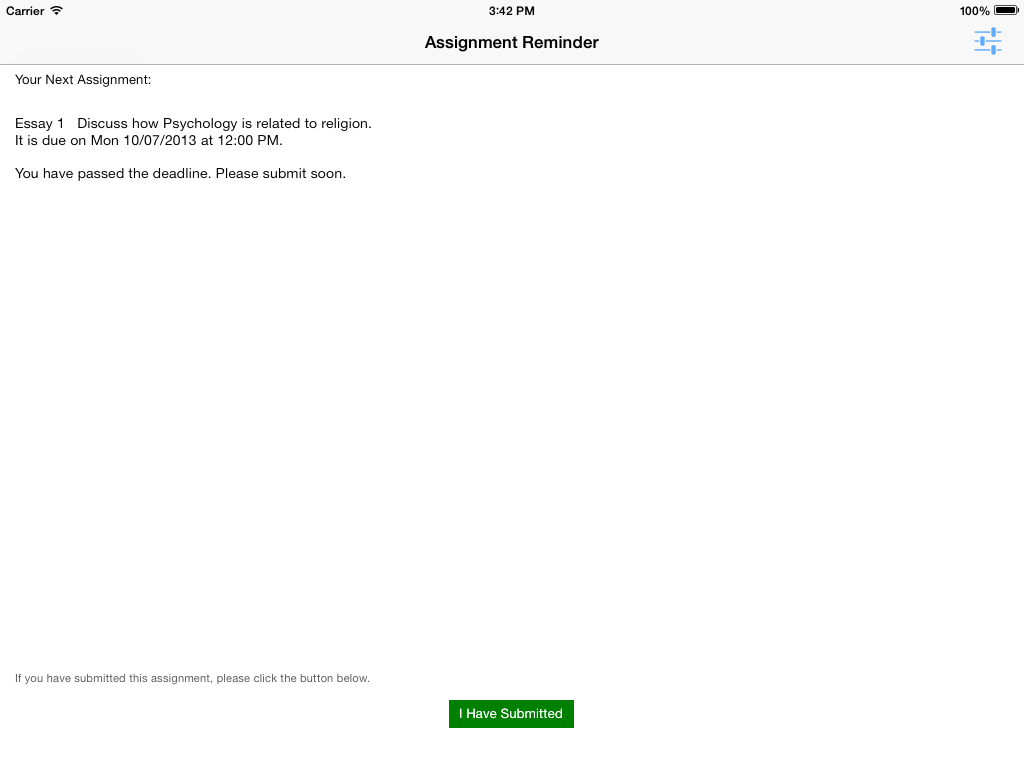 Carrier 3:42 PM 100%
Assignment Reminder
Your Next Assignment:
Essay 1 Discuss how Psychology is related to religion.
It is due on Mon 10/07/2013 at 12:00 PM.
You have passed the deadline. Please submit soon.
If you have submitted this assignment, please click the button below.
I Have Submitted